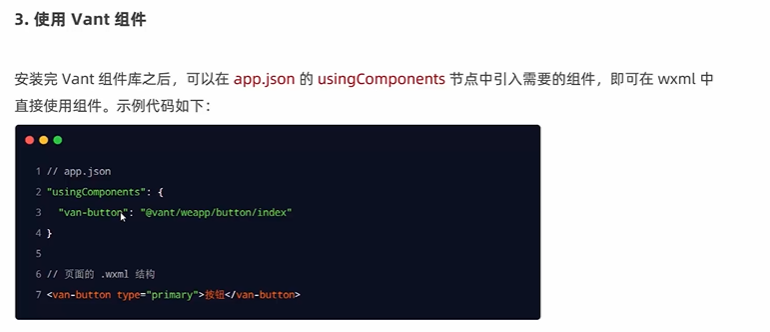 3. 使用 Vant 组件
安装完 Vant 组件库之后，可以在 app.json 的 usingComponents 节点中引入需要的组件，即可在 wxml 中
直接使用组件。示例代码如下：
1 // app.json
2 "usingComponents": {
3   "van-button": "@vant/weapp/button/index"
4 }
5
6 // 页面的 .wxml 结构
7 <van-button type="primary">按钮</van-button>